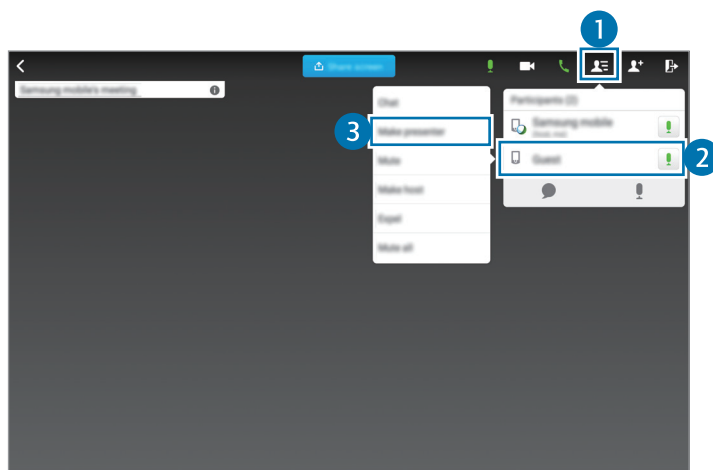 1
Share screen
Samsung mobile's meeting
Participants (2)
Chat
Samsung mobile
3
Make presenter
Mute
Guest
2
Make host
Expel
Mute all